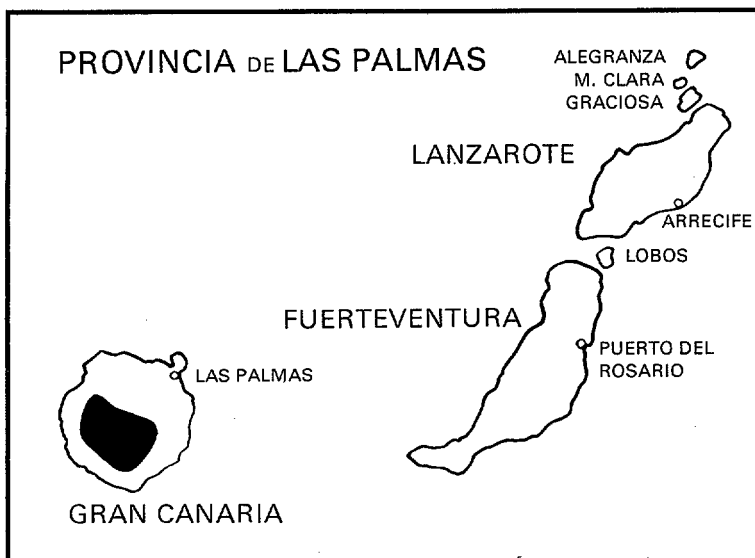 PROVINCIA DE LAS PALMAS
ALEGRANZA
M. CLARA
GRACIOSA
LANZAROTE
ARRECIFE
LOBOS
FUERTEVENTURA
PUERTO DEL
ROSARIO
LAS PALMAS
GRAN CANARIA